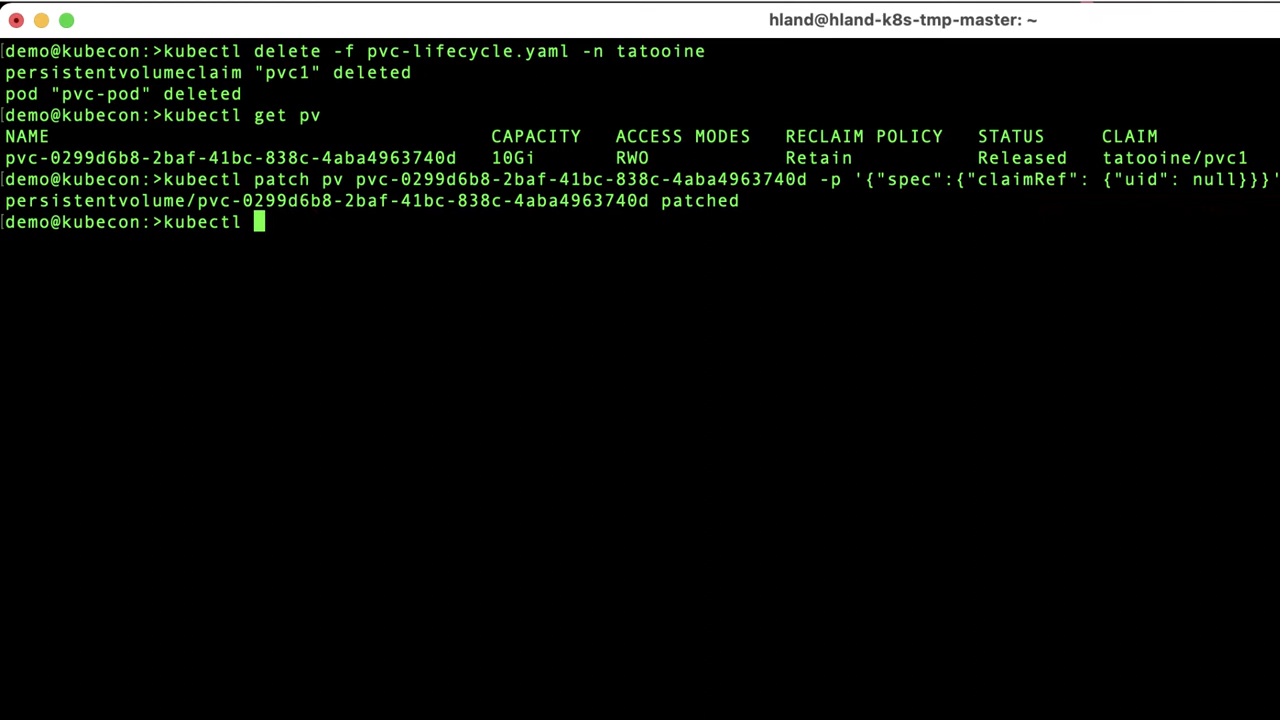 hland@hland-k8s-tmp-master: ~
[demo@kubecon:>kubectl delete -f pvc-lifecycle.yaml -n tatooine
persistentvolumeclaim "pvc1" deleted
pod "pvc-pod" deleted
[demo@kubecon:>kubectl get pv
NAME CAPACITY ACCESS MODES RECLAIM POLICY STATUS CLAIM
pvc-0299d6b8-2baf-41bc-838c-4aba4963740d 10Gi RWO Retain Released tatooine/pvc1
[demo@kubecon:>kubectl patch pv pvc-0299d6b8-2baf-41bc-838c-4aba4963740d -p '{"spec":{"claimRef": {"uid": null}}}'
persistentvolume/pvc-0299d6b8-2baf-41bc-838c-4aba4963740d patched
[demo@kubecon:>kubectl